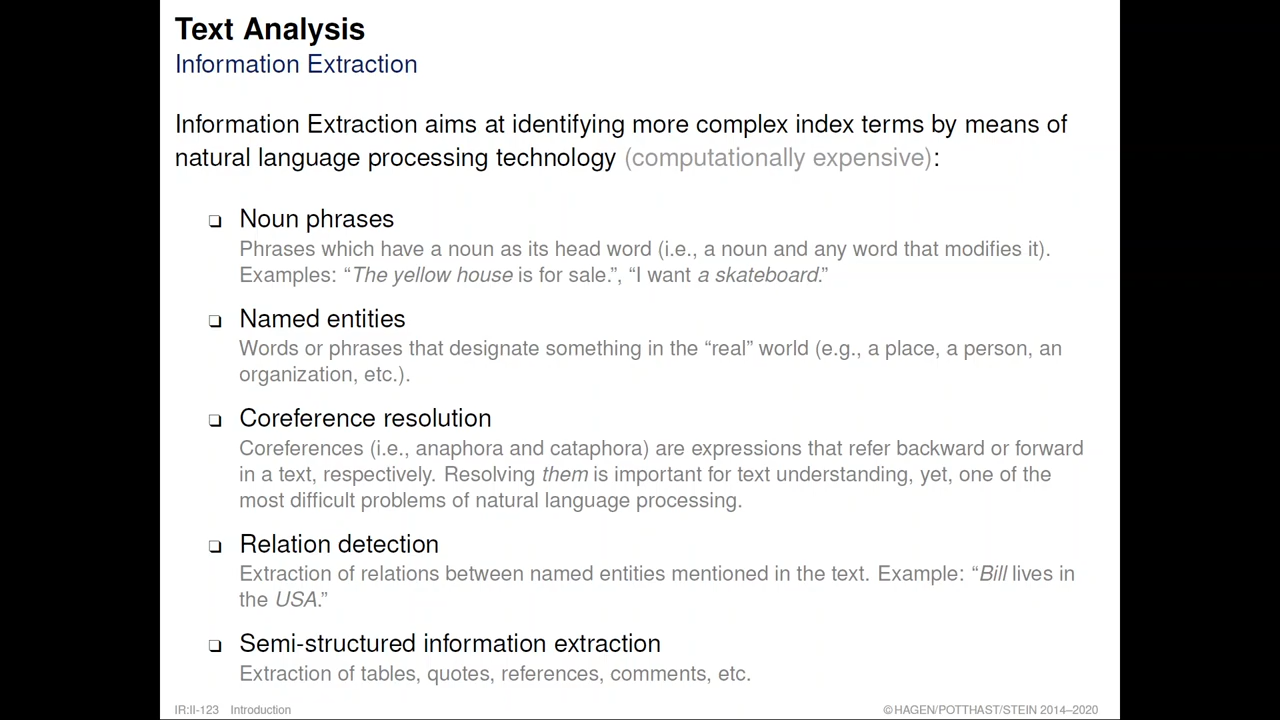 Text Analysis
Information Extraction
Information Extraction aims at identifying more complex index terms by means of
natural language processing technology (computationally expensive):
❑ Noun phrases
Phrases which have a noun as its head word (i.e., a noun and any word that modifies it).
Examples: “The yellow house is for sale.”, “I want a skateboard.”
❑ Named entities
Words or phrases that designate something in the “real” world (e.g., a place, a person, an
organization, etc.).
❑ Coreference resolution
Coreferences (i.e., anaphora and cataphora) are expressions that refer backward or forward
in a text, respectively. Resolving them is important for text understanding, yet, one of the
most difficult problems of natural language processing.
❑ Relation detection
Extraction of relations between named entities mentioned in the text. Example: “Bill lives in
the USA.”
❑ Semi-structured information extraction
Extraction of tables, quotes, references, comments, etc.
IR:II-123 Introduction ©HAGEN/POTTHAST/STEIN 2014–2020